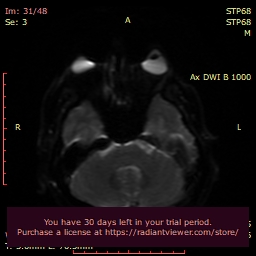 Im: 31/48
Se: 3
A
STP68
STP68
M
Ax DWI B 1000
R
L
You have 30 days left in your trial period.
Purchase a license at https://radiantviewer.com/store/